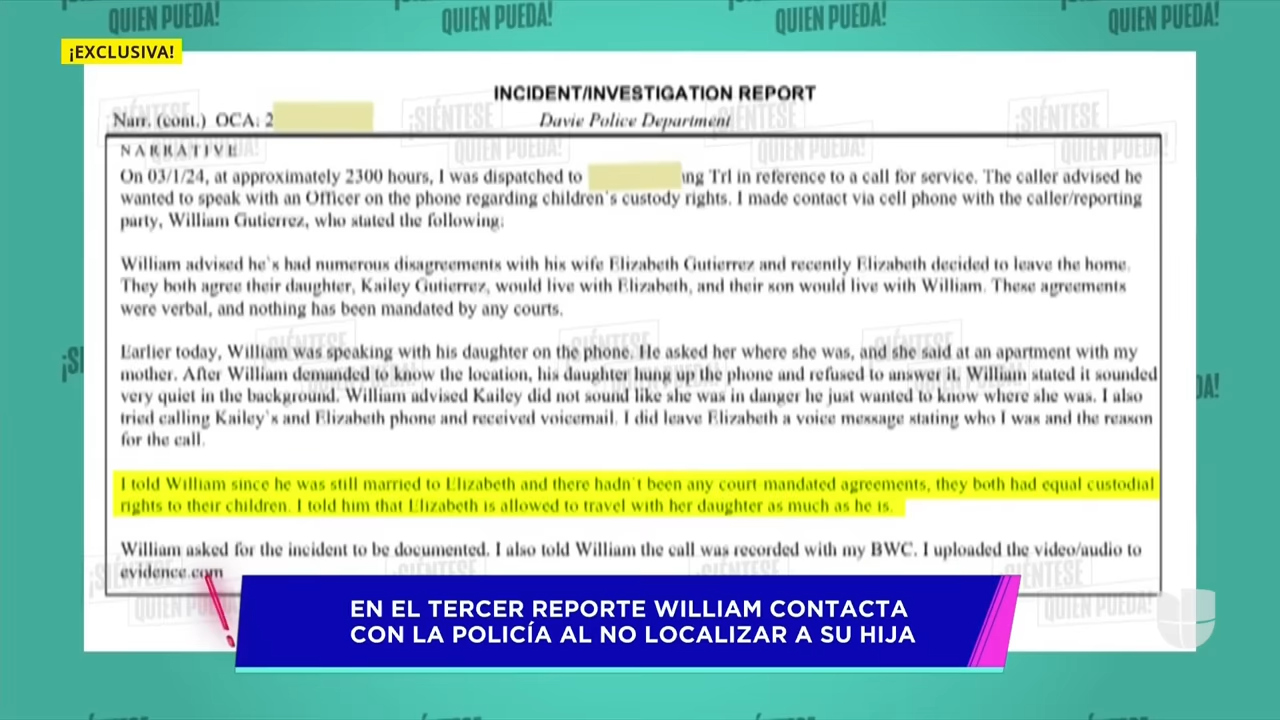 QUIEN PUEDA!
QUIEN PUEDA!
QUIEN PUEDA!
QUIEN PUEDA!
¡EXCLUSIVA!
INCIDENT/INVESTIGATION REPORT
Narr. (cont.) OCA: 2
Davie Police Department
NARRATIVE
On 03/1/24, at approximately 2300 hours, I was dispatched to ng Trl in reference to a call for service. The caller advised he
wanted to speak with an Officer on the phone regarding children's custody rights. I made contact via cell phone with the caller/reporting
party, William Gutierrez, who stated the following:
William advised he's had numerous disagreements with his wife Elizabeth Gutierrez and recently Elizabeth decided to leave the home.
They both agree their daughter, Kailey Gutierrez, would live with Elizabeth, and their son would live with William. These agreements
were verbal, and nothing has been mandated by any courts.
Earlier today, William was speaking with his daughter on the phone. He asked her where she was, and she said at an apartment with my
mother. After William demanded to know the location, his daughter hung up the phone and refused to answer it. William stated it sounded
very quiet in the background. William advised Kailey did not sound like she was in danger he just wanted to know where she was. I also
tried calling Kailey's and Elizabeth phone and received voicemail. I did leave Elizabeth a voice message stating who I was and the reason
for the call.
I told William since he was still married to Elizabeth and there hadn't been any court-mandated agreements, they both had equal custodial
rights to their children. I told him that Elizabeth is allowed to travel with her daughter as much as he is.
William asked for the incident to be documented. I also told William the call was recorded with my BWC. I uploaded the video/audio to
evidence.com
EN EL TERCER REPORTE WILLIAM CONTACTA
CON LA POLICÍA AL NO LOCALIZAR A SU HIJA